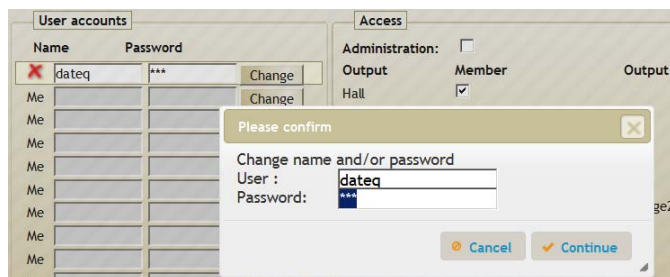 User accounts
Access
Name Password
Administration:
dateq *** Change
Output Member Output
Me Change
Hall
Me
Please confirm
Me
Change name and/or password
Me
User : dateq
Me
Password: ***
Me
Me
Cancel Continue
Me